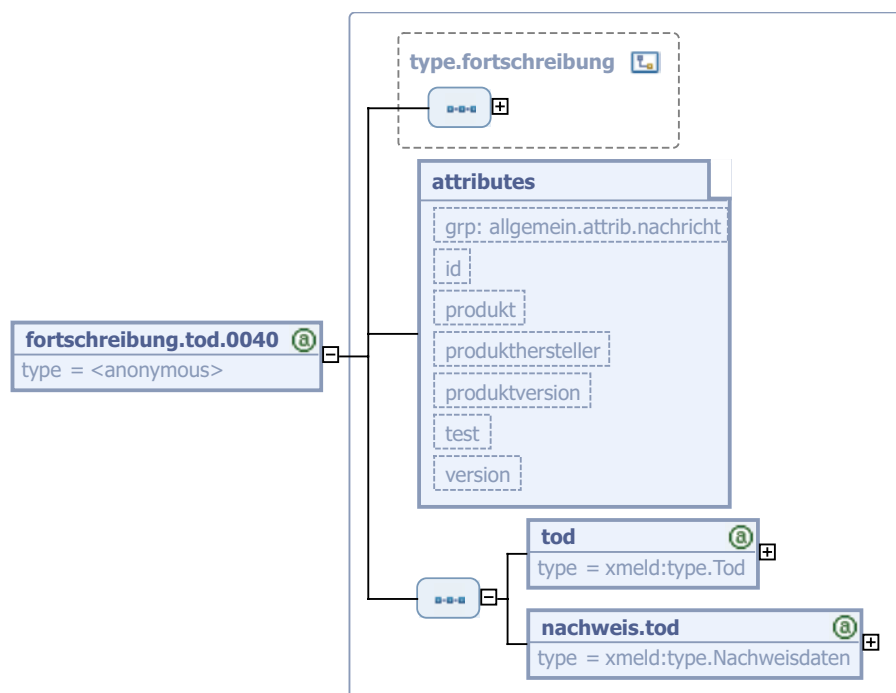 type.fortschreibung
attributes
grp: allgemein.attrib.nachricht
id
produkt
fortschreibung.tod.0040
type = <anonymous>
produkthersteller
produktversion
test
version
tod
type = xmeld:type.Tod
nachweis.tod
type = xmeld:type.Nachweisdaten